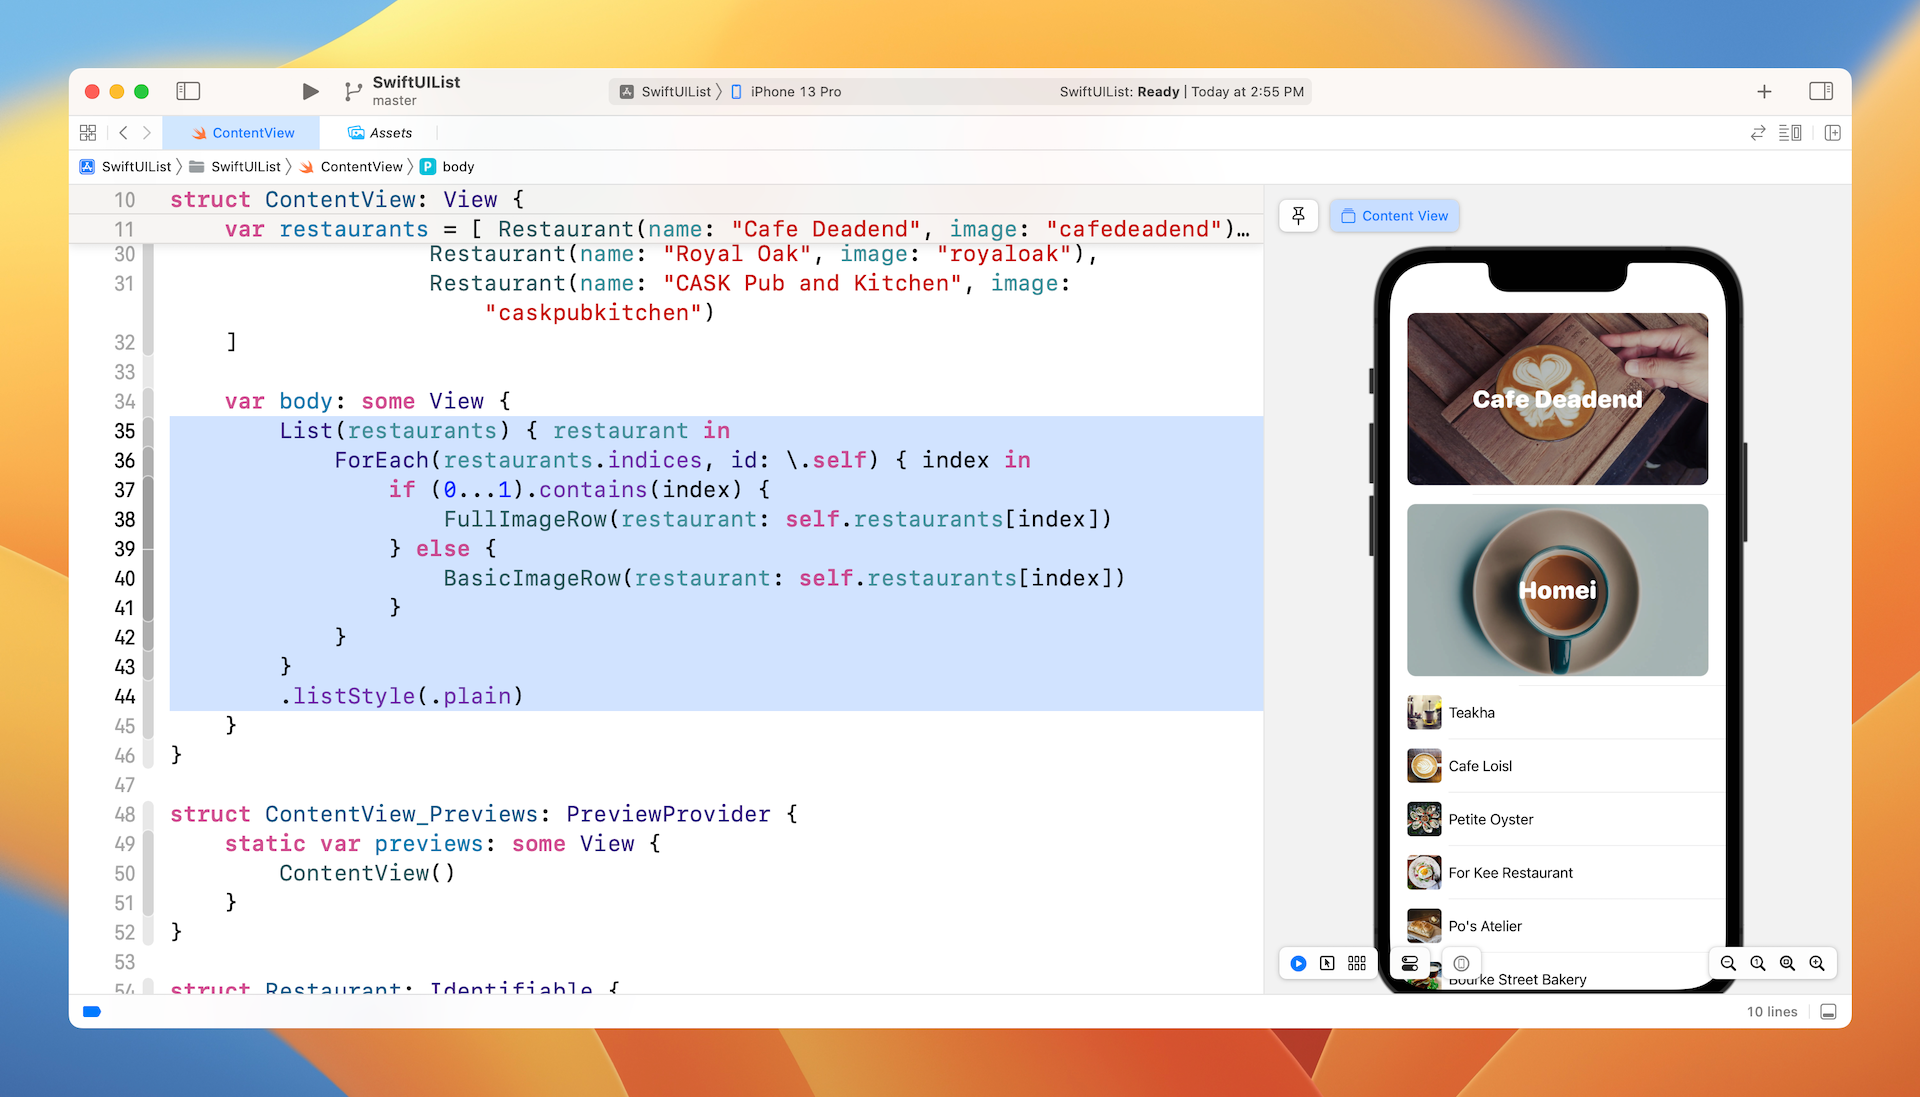 SwiftUIList
master
SwiftUIList 〉 iPhone 13 Pro
SwiftUIList: Ready | Today at 2:55 PM
ContentView
Assets
SwiftUIList 〉 SwiftUIList 〉 ContentView 〉 P body
10 struct ContentView: View {
11 var restaurants = [ Restaurant(name: "Cafe Deadend", image: "cafedeadend")…
30 Restaurant(name: "Royal Oak", image: "royaloak"),
31 Restaurant(name: "CASK Pub and Kitchen", image:
"caskpubkitchen")
32 ]
33
34 var body: some View {
35 List(restaurants) { restaurant in
36 ForEach(restaurants.indices, id: \.self) { index in
37 if (0...1).contains(index) {
38 FullImageRow(restaurant: self.restaurants[index])
39 } else {
40 BasicImageRow(restaurant: self.restaurants[index])
41 }
42 }
43 }
44 .listStyle(.plain)
45 }
46 }
47
48 struct ContentView_Previews: PreviewProvider {
49 static var previews: some View {
50 ContentView()
51 }
52 }
53
54 struct Restaurant: Identifiable {
Content View
Cafe Deadend
Homei
Teakha
Cafe Loisl
Petite Oyster
For Kee Restaurant
Po's Atelier
Bourke Street Bakery
10 lines